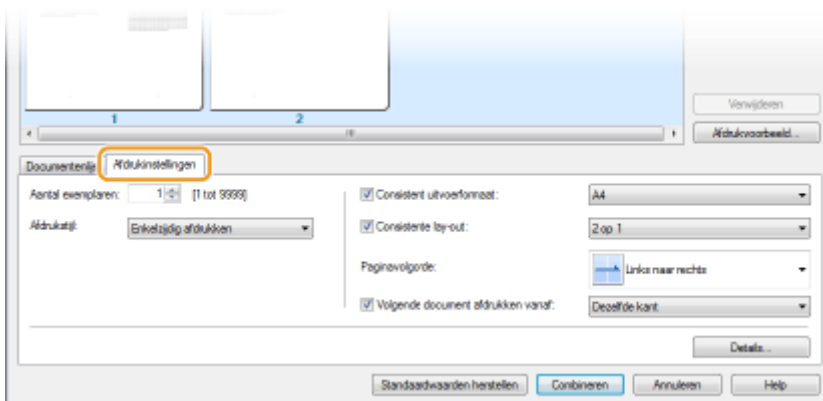 1
2
Verwijderen
Afdrukvoorbeeld...
Documentenlijs
Afdrukinstellingen
Aantal exemplaren: 1 [1 tot 9999]
Consistent uitvoerformaat: A4
Afdrukstijl: Enkelzijdig afdrukken
Consistente lay-out: 2 op 1
Paginavolgorde: Links naar rechts
Volgende document afdrukken vanaf: Dezelfde kant
Details...
Standaardwaarden herstellen
Combineren
Annuleren
Help